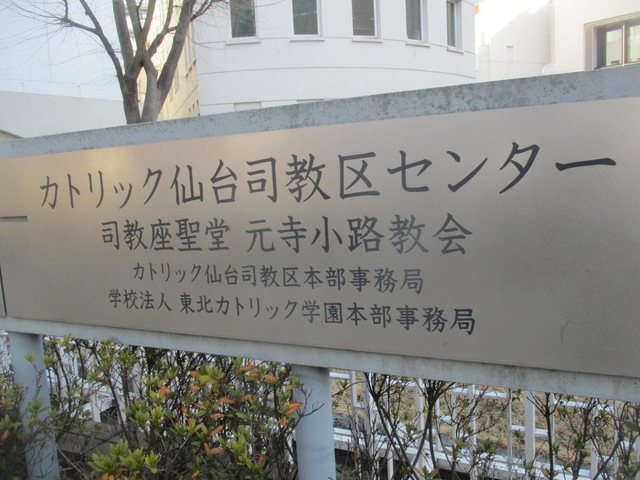 カトリック仙台司教区センター
司教座聖堂 元寺小路教会
カトリック仙台司教区本部事務局
学校法人 東北カトリック学園本部事務局